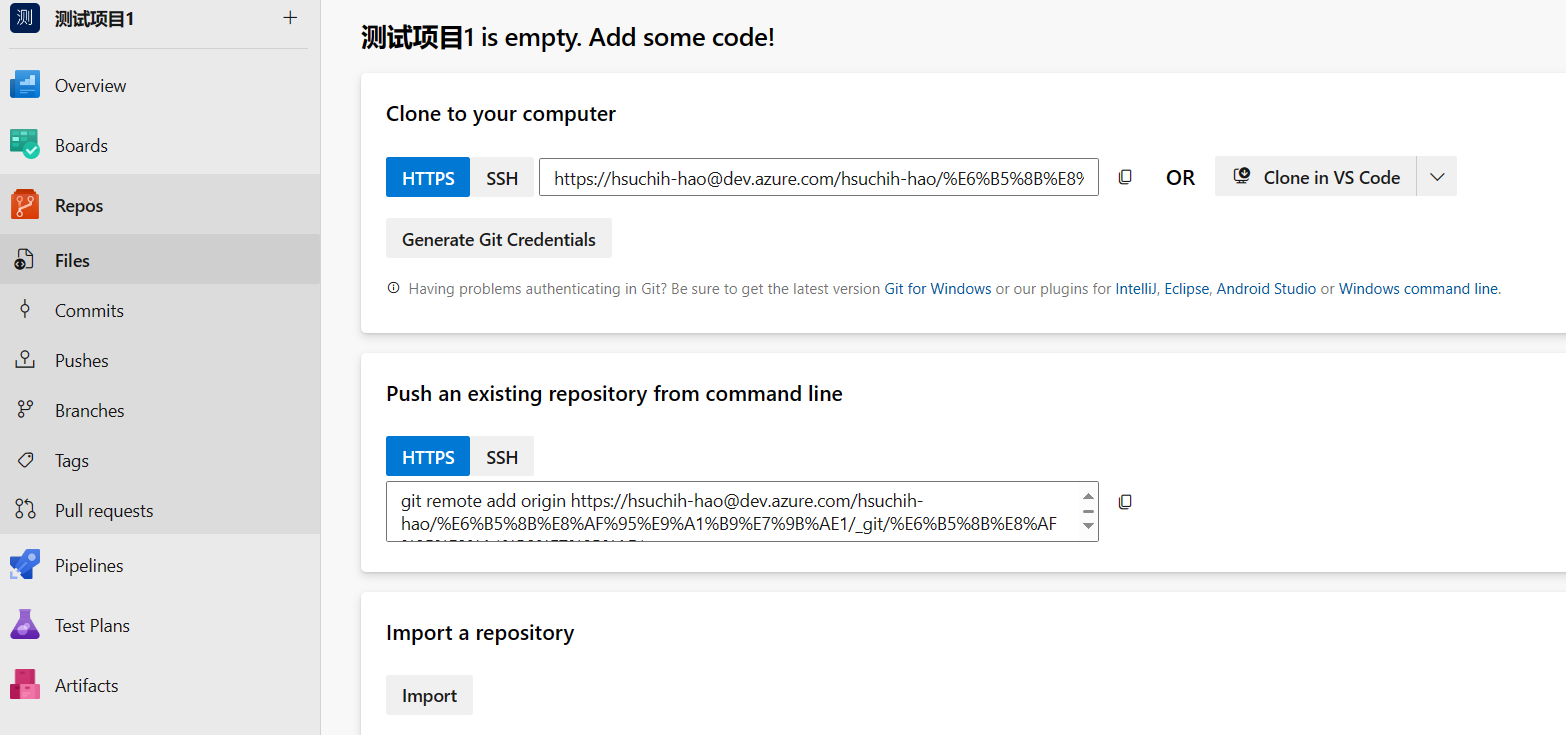 测 测试项目1
Overview
Boards
Repos
Files
Commits
Pushes
Branches
Tags
Pull requests
Pipelines
Test Plans
Artifacts
测试项目1 is empty. Add some code!
Clone to your computer
HTTPS SSH https://hsuchih-hao@dev.azure.com/hsuchih-hao/%E6%B5%8B%E8% OR Clone in VS Code
Generate Git Credentials
Having problems authenticating in Git? Be sure to get the latest version Git for Windows or our plugins for IntelliJ, Eclipse, Android Studio or Windows command line.
Push an existing repository from command line
HTTPS SSH
git remote add origin https://hsuchih-hao@dev.azure.com/hsuchih-
hao/%E6%B5%8B%E8%AF%95%E9%A1%B9%E7%9B%AE1/_git/%E6%B5%8B%E8%AF
Import a repository
Import